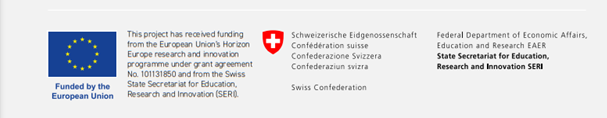 Funded by the
European Union
This project has received funding
from the European Union's Horizon
Europe research and innovation
programme under grant agreement
No. 101131850 and from the Swiss
State Secretariat for Education,
Research and Innovation (SERI).
Schweizerische Eidgenossenschaft
Confédération suisse
Confederazione Svizzera
Confederaziun svizra
Swiss Confederation
Federal Department of Economic Affairs,
Education and Research EAER
State Secretariat for Education,
Research and Innovation SERI